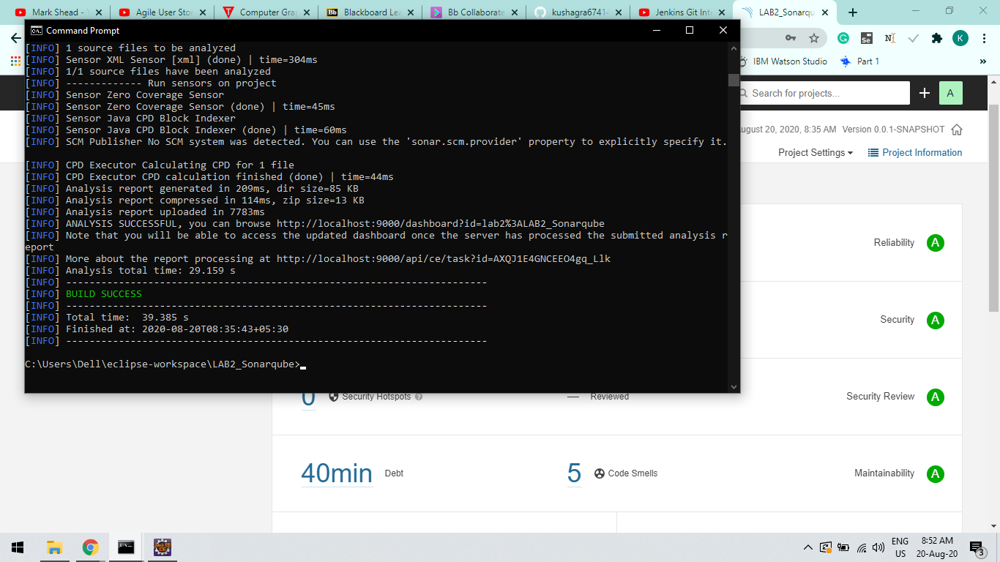 Mark Shead -
Agile User Stor
Computer Gra
Blackboard Lea
Bb Collaborate
kushagra67414
Jenkins Git Inte
LAB2_Sonarqu
Command Prompt
K
IBM Watson Studio
Part 1
»
[INFO] 1 source files to be analyzed
[INFO] Sensor XML Sensor [xml] (done) | time=304ms
[INFO] 1/1 source files have been analyzed
[INFO] ------------- Run sensors on project
[INFO] Sensor Zero Coverage Sensor
[INFO] Sensor Zero Coverage Sensor (done) | time=45ms
[INFO] Sensor Java CPD Block Indexer
[INFO] Sensor Java CPD Block Indexer (done) | time=60ms
[INFO] SCM Publisher No SCM system was detected. You can use the 'sonar.scm.provider' property to explicitly specify it.
[INFO] CPD Executor Calculating CPD for 1 file
[INFO] CPD Executor CPD calculation finished (done) | time=44ms
[INFO] Analysis report generated in 209ms, dir size=85 KB
[INFO] Analysis report compressed in 114ms, zip size=13 KB
[INFO] Analysis report uploaded in 7783ms
[INFO] ANALYSIS SUCCESSFUL, you can browse http://localhost:9000/dashboard?id=lab2%3ALAB2_Sonarqube
[INFO] Note that you will be able to access the updated dashboard once the server has processed the submitted analysis r
eport
[INFO] More about the report processing at http://localhost:9000/api/ce/task?id=AXQJ1E4GNCEEO4gq_Llk
[INFO] Analysis total time: 29.159 s
[INFO] ------------------------------------------------------------------------
[INFO] BUILD SUCCESS
[INFO] ------------------------------------------------------------------------
[INFO] Total time:  39.385 s
[INFO] Finished at: 2020-08-20T08:35:43+05:30
[INFO] ------------------------------------------------------------------------
C:\Users\Dell\eclipse-workspace\LAB2_Sonarqube>
Search for projects...
A
ugust 20, 2020, 8:35 AM Version 0.0.1-SNAPSHOT
Project Settings
Project Information
Reliability A
Security A
0 Security Hotspots
Reviewed
Security Review A
40min Debt
5 Code Smells
Maintainability A
ENG
US
8:52 AM
20-Aug-20
3